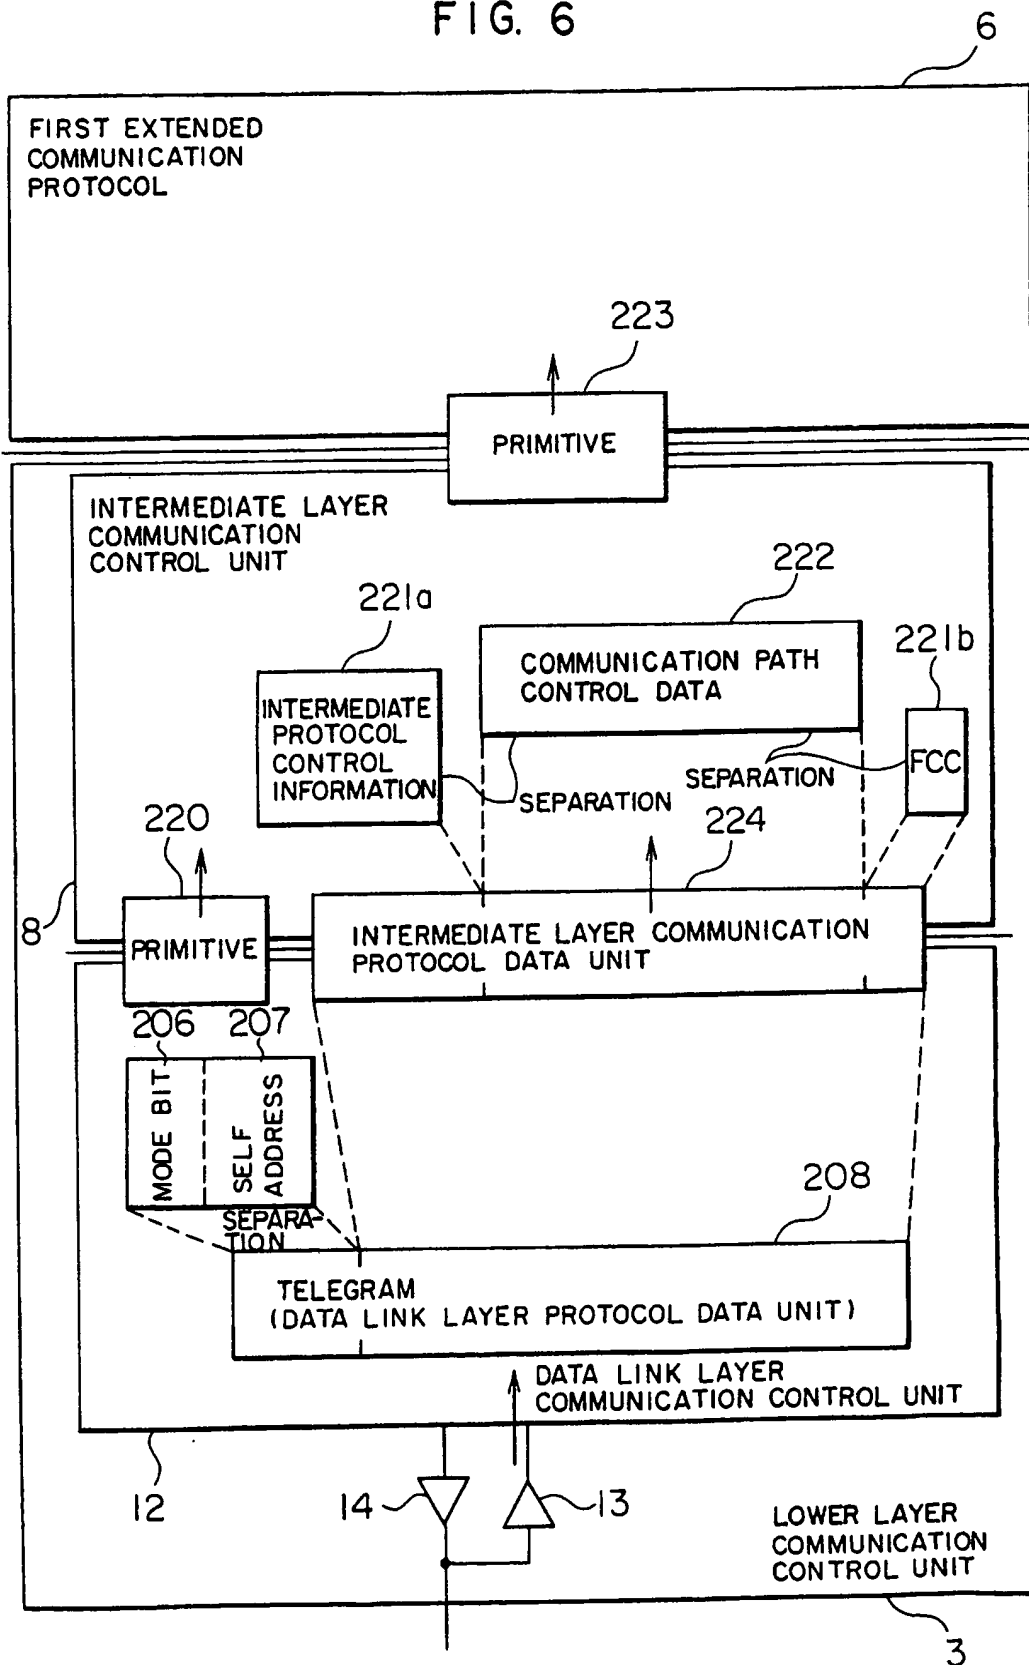 FIG. 6
6
FIRST EXTENDED
COMMUNICATION
PROTOCOL
223
PRIMITIVE
INTERMEDIATE LAYER
COMMUNICATION
CONTROL UNIT
222
221a
221b
COMMUNICATION PATH
CONTROL DATA
INTERMEDIATE
PROTOCOL
CONTROL
INFORMATION
FCC
SEPARATION
SEPARATION
220
224
8
PRIMITIVE
INTERMEDIATE LAYER COMMUNICATION
PROTOCOL DATA UNIT
206
207
MODE BIT
SELF
ADDRESS
208
SEPARA-
TION
TELEGRAM
(DATA LINK LAYER PROTOCOL DATA UNIT)
DATA LINK LAYER
COMMUNICATION CONTROL UNIT
12
14
13
LOWER LAYER
COMMUNICATION
CONTROL UNIT
3